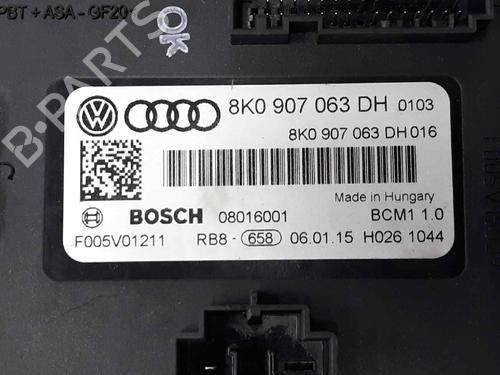 PBT + ASA - GF20
OK
8K0 907 063 DH 0103
8K0 907 063 DH016
Made in Hungary
BOSCH 08016001 BCM1 1.0
F005V01211 RB8 - 658 06.01.15 H026 1044
B-PARTS